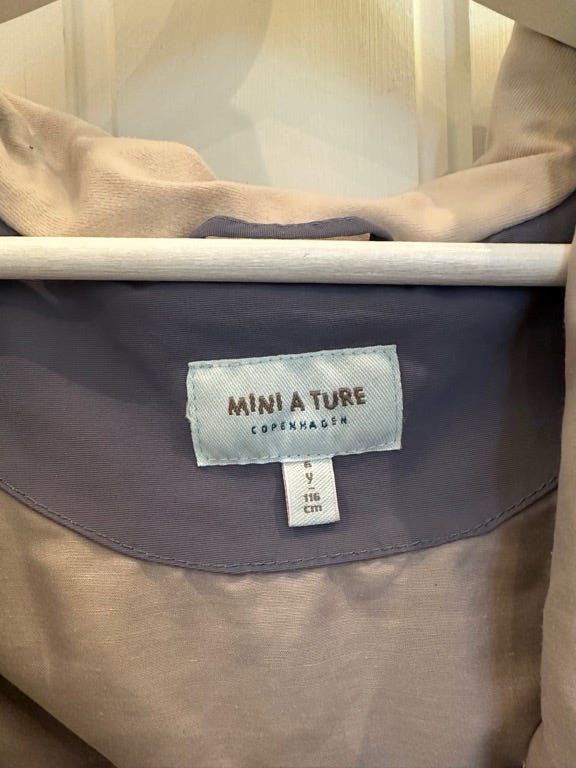 MINI A TURE
COPENHAGEN
6
y
-
116
cm